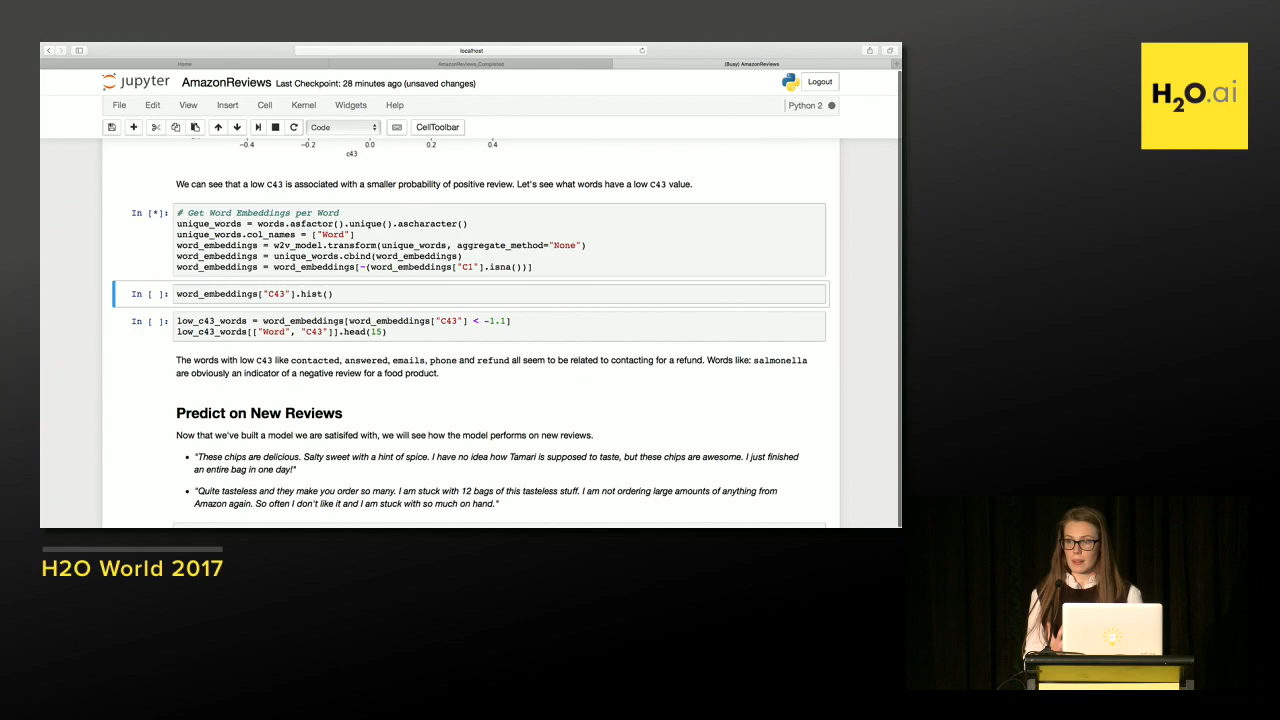 localhost
Home
AmazonReviews_Completed
(Busy) AmazonReviews
jupyter AmazonReviews Last Checkpoint: 28 minutes ago (unsaved changes)
Logout
File Edit View Insert Cell Kernel Widgets Help
Python 2
Code
CellToolbar
-0.4 -0.2 0.0 0.2 0.4
c43
We can see that a low C43 is associated with a smaller probability of positive review. Let's see what words have a low C43 value.
In [*]: # Get Word Embeddings per Word
unique_words = words.asfactor().unique().ascharacter()
unique_words.col_names = ["Word"]
word_embeddings = w2v_model.transform(unique_words, aggregate_method="None")
word_embeddings = unique_words.cbind(word_embeddings)
word_embeddings = word_embeddings[~(word_embeddings["C1"].isna())]
In [ ]: word_embeddings["C43"].hist()
In [ ]: low_c43_words = word_embeddings[word_embeddings["C43"] < -1.1]
low_c43_words[["Word", "C43"]].head(15)
The words with low C43 like contacted, answered, emails, phone and refund all seem to be related to contacting for a refund. Words like: salmonella
are obviously an indicator of a negative review for a food product.
Predict on New Reviews
Now that we've built a model we are satisifed with, we will see how the model performs on new reviews.
• "These chips are delicious. Salty sweet with a hint of spice. I have no idea how Tamari is supposed to taste, but these chips are awesome. I just finished
an entire bag in one day!"
• "Quite tasteless and they make you order so many. I am stuck with 12 bags of this tasteless stuff. I am not ordering large amounts of anything from
Amazon again. So often I don't like it and I am stuck with so much on hand."
H2O.ai
H2O World 2017